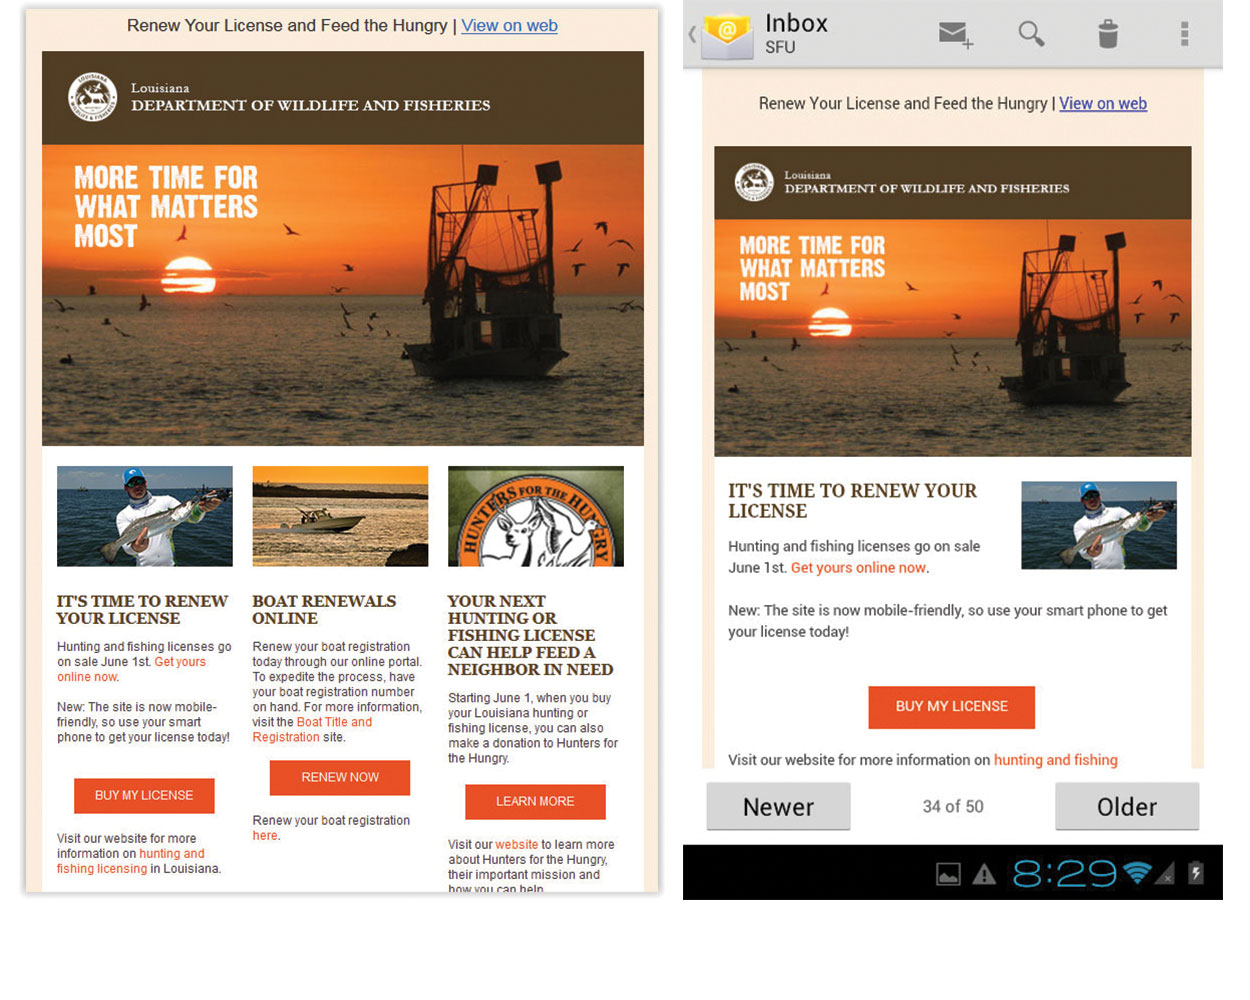 Renew Your License and Feed the Hungry | View on web
Louisiana
DEPARTMENT OF WILDLIFE AND FISHERIES
MORE TIME FOR
WHAT MATTERS
MOST
HUNTERS FOR THE HUNGRY
IT'S TIME TO RENEW
YOUR LICENSE
Hunting and fishing licenses go
on sale June 1st. Get yours
online now.
New: The site is now mobile-
friendly, so use your smart
phone to get your license today!
BUY MY LICENSE
Visit our website for more
information on hunting and
fishing licensing in Louisiana.
BOAT RENEWALS
ONLINE
Renew your boat registration
today through our online portal.
To expedite the process, have
your boat registration number
on hand. For more information,
visit the Boat Title and
Registration site.
RENEW NOW
Renew your boat registration
here.
YOUR NEXT
HUNTING OR
FISHING LICENSE
CAN HELP FEED A
NEIGHBOR IN NEED
Starting June 1, when you buy
your Louisiana hunting or
fishing license, you can also
make a donation to Hunters for
the Hungry.
LEARN MORE
Visit our website to learn more
about Hunters for the Hungry,
their important mission and
how you can help
Inbox
SFU
Renew Your License and Feed the Hungry | View on web
Louisiana
DEPARTMENT OF WILDLIFE AND FISHERIES
MORE TIME FOR
WHAT MATTERS
MOST
IT'S TIME TO RENEW YOUR
LICENSE
Hunting and fishing licenses go on sale
June 1st. Get yours online now.
New: The site is now mobile-friendly, so use your smart phone to get
your license today!
BUY MY LICENSE
Visit our website for more information on hunting and fishing
Newer
34 of 50
Older
8:29